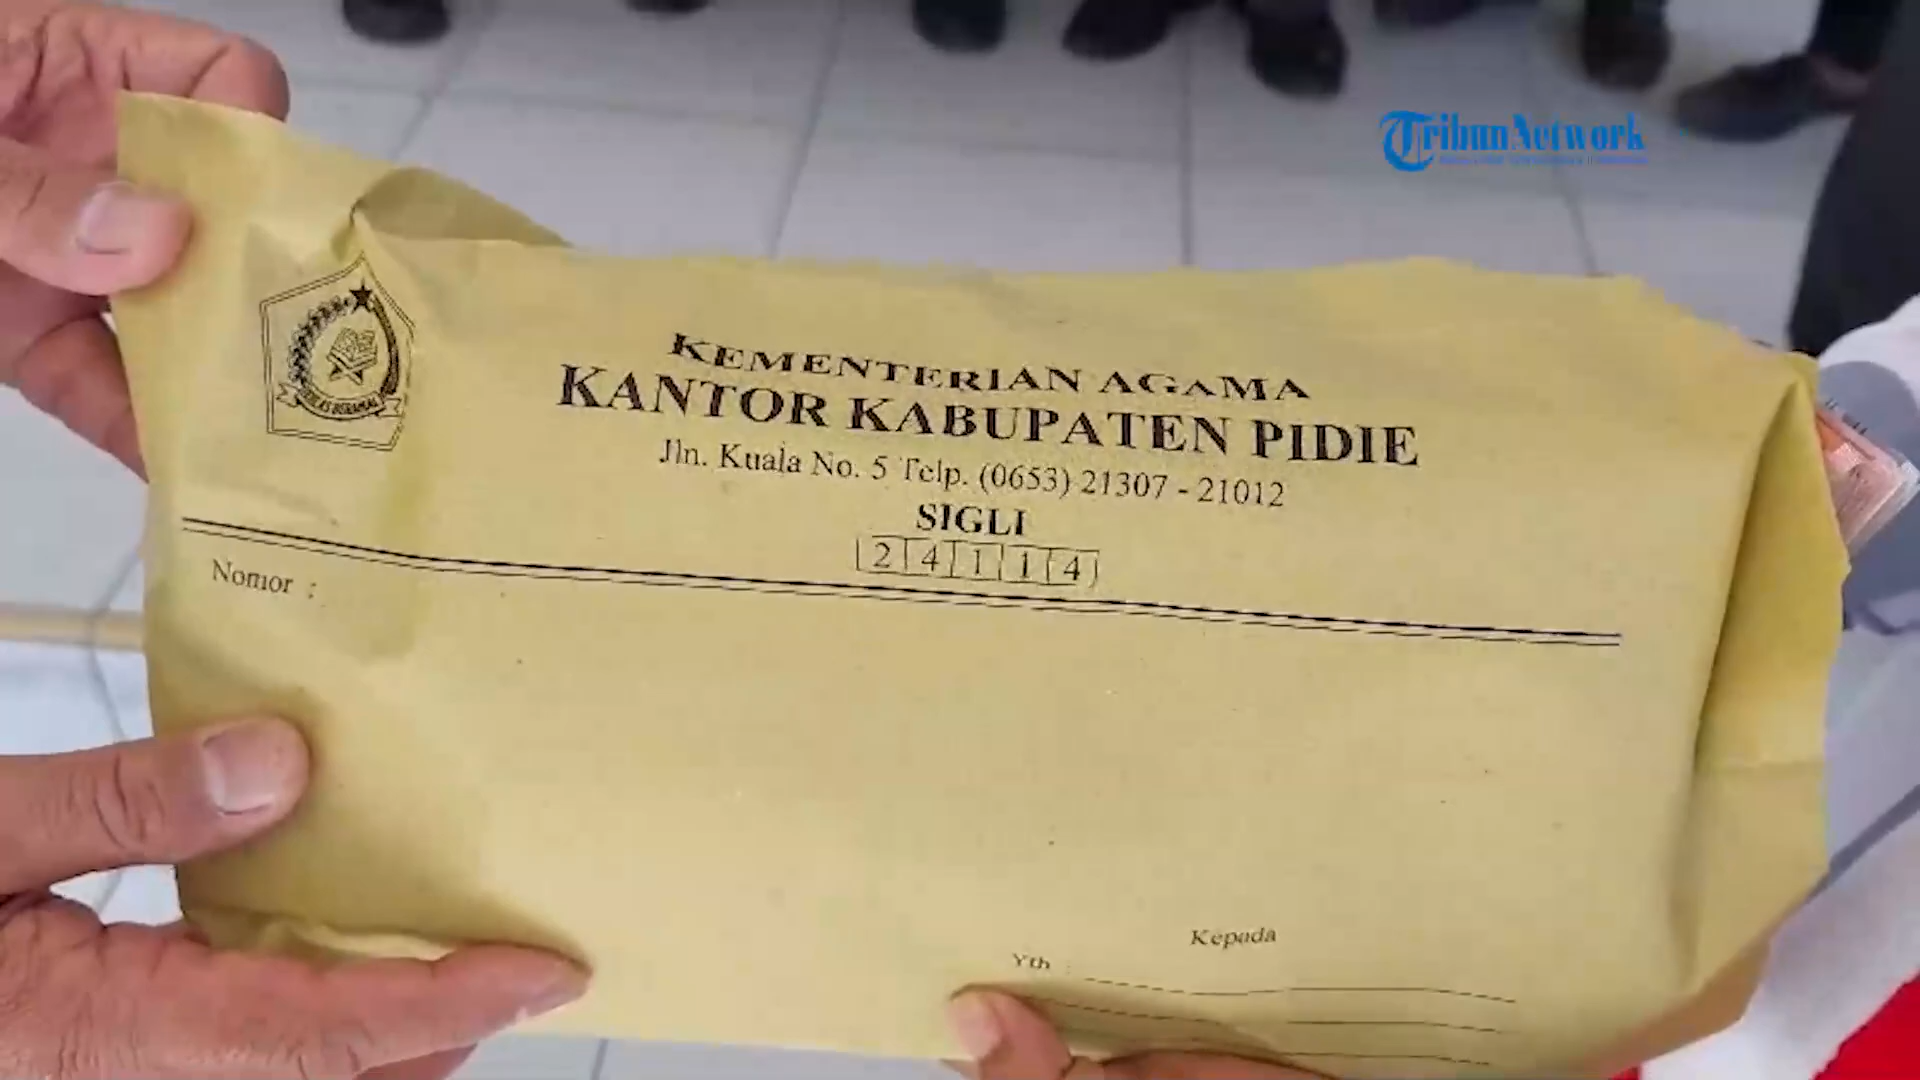 TribunNetwork
KEMENTERIAN AGAMA
KANTOR KABUPATEN PIDIE
Jln. Kuala No. 5 Telp. (0653) 21307 - 21012
SIGLI
24114
Nomor :
Kepada
Yth :